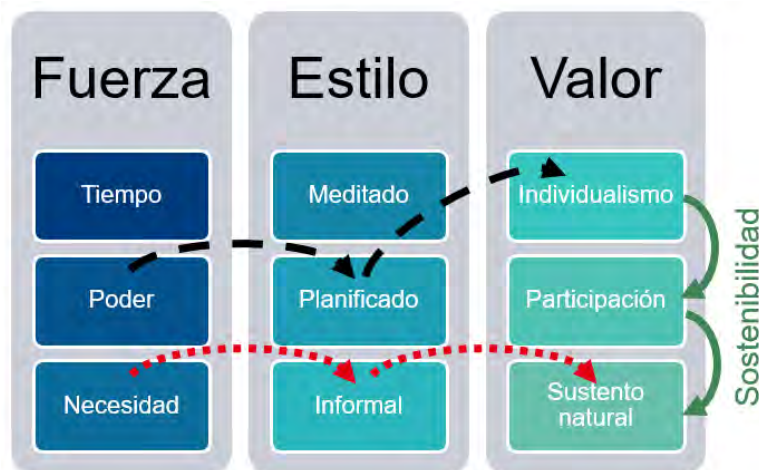 Fuerza
Estilo
Valor
Tiempo
Meditado
Individualismo
Poder
Planificado
Participación
Necesidad
Informal
Sustento
natural
Sostenibilidad